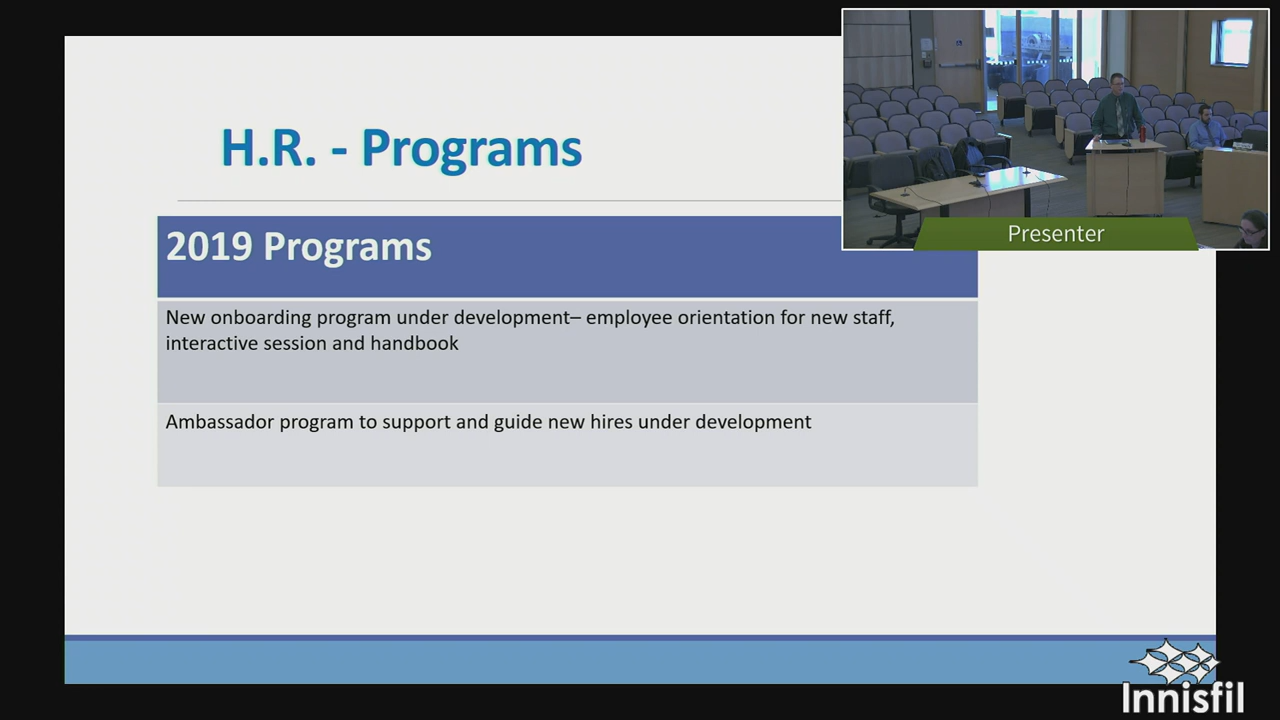 H.R. - Programs
Presenter
2019 Programs
New onboarding program under development– employee orientation for new staff,
interactive session and handbook
Ambassador program to support and guide new hires under development
Innisfil